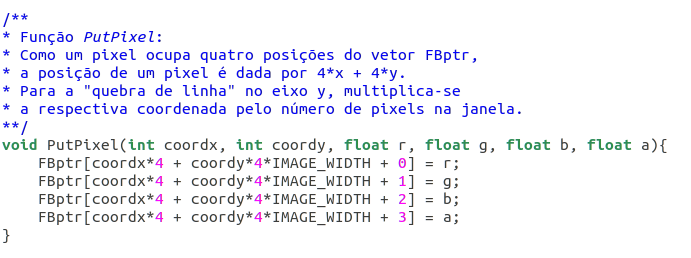 /**
* Função PutPixel:
* Como um pixel ocupa quatro posições do vetor FBptr,
* a posição de um pixel é dada por 4*x + 4*y.
* Para a "quebra de linha" no eixo y, multiplica-se
* a respectiva coordenada pelo número de pixels na janela.
**/
void PutPixel(int coordx, int coordy, float r, float g, float b, float a){
    FBptr[coordx*4 + coordy*4*IMAGE_WIDTH + 0] = r;
    FBptr[coordx*4 + coordy*4*IMAGE_WIDTH + 1] = g;
    FBptr[coordx*4 + coordy*4*IMAGE_WIDTH + 2] = b;
    FBptr[coordx*4 + coordy*4*IMAGE_WIDTH + 3] = a;
}